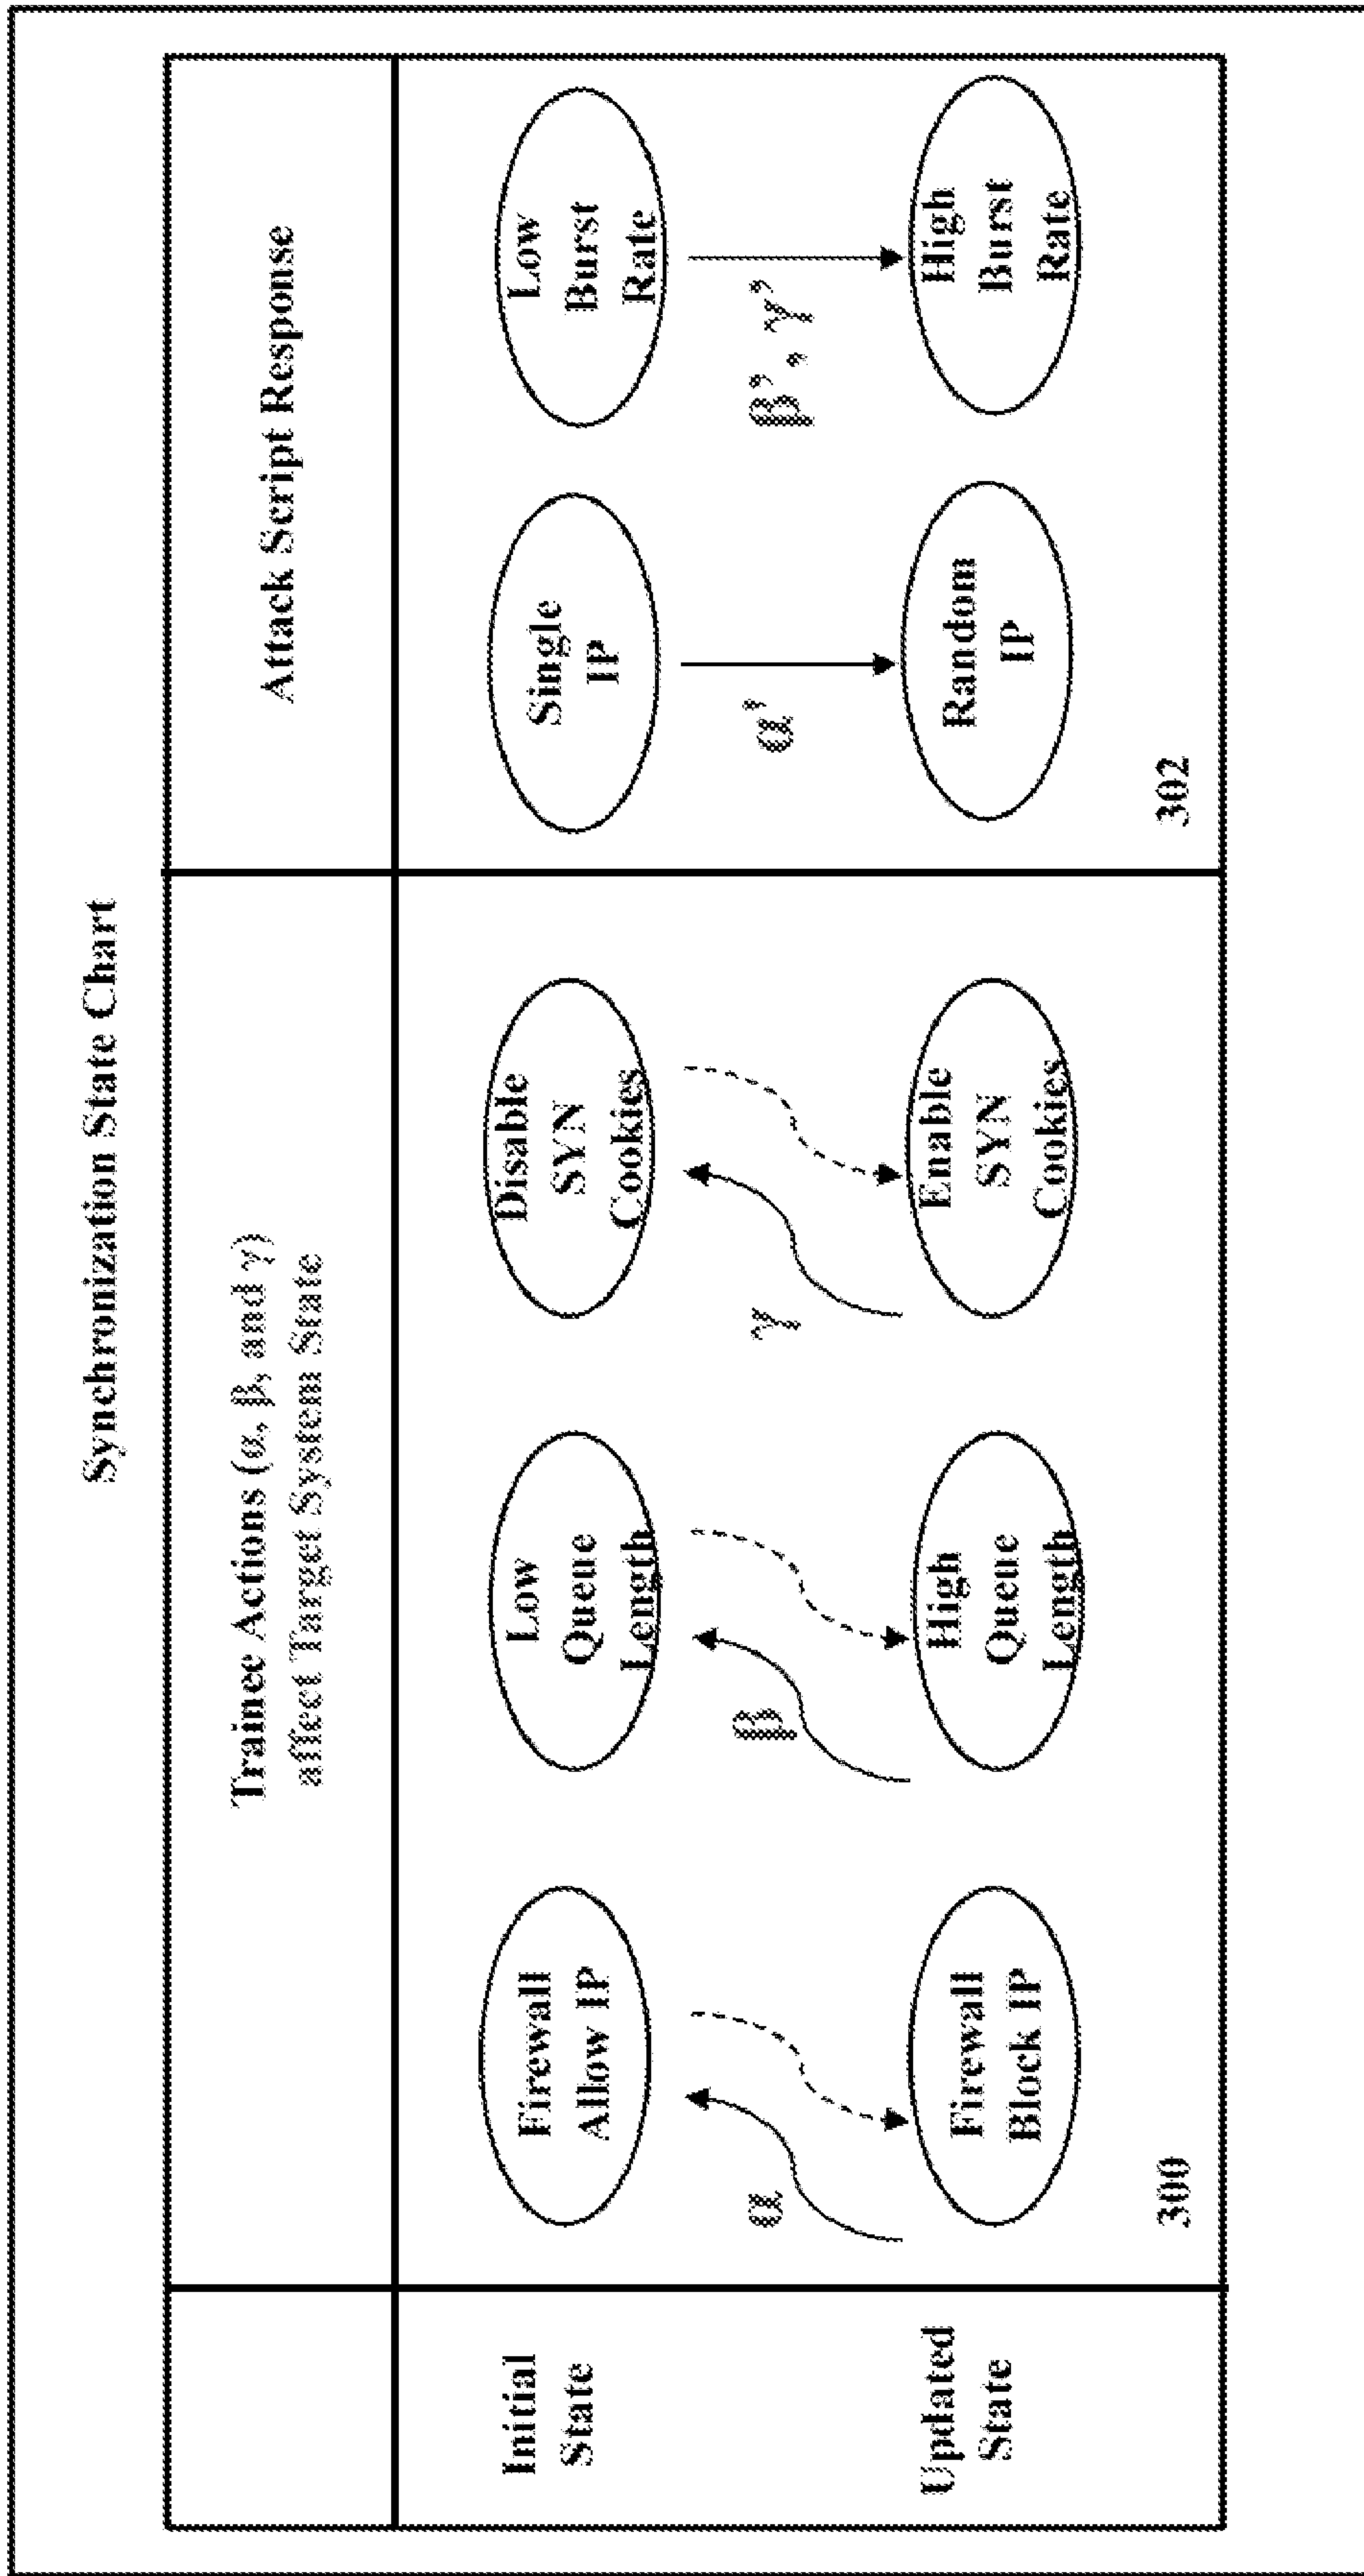 Synchronization State Chart
Trainee Actions (α, β, and γ)
affect Target System State
Attack Script Response
Initial
State
Firewall
Allow IP
Low
Queue
Length
Disable
SYN
Cookies
Single
IP
Low
Burst
Rate
α
β
γ
α’
β’, γ’
Updated
State
Firewall
Block IP
High
Queue
Length
Enable
SYN
Cookies
Random
IP
High
Burst
Rate
300
302